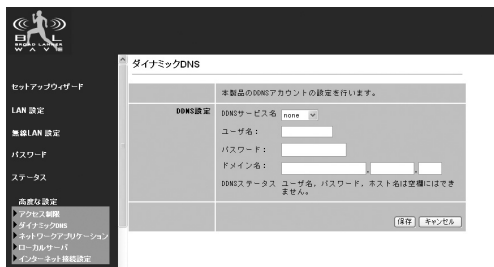 BL
BROAD LANNER
WAVE
セットアップウィザード
LAN 設定
無線LAN 設定
パスワード
ステータス
高度な設定
アクセス制限
ダイナミックDNS
ネットワークアプリケーション
ローカルサーバ
インターネット接続設定
ダイナミックDNS
本製品のDDNSアカウントの設定を行います。
DDNS設定
DDNSサービス名 none
ユーザ名：
パスワード：
ドメイン名： . .
DDNSステータス ユーザ名、パスワード、ホスト名は空欄にはできません。
保存 キャンセル